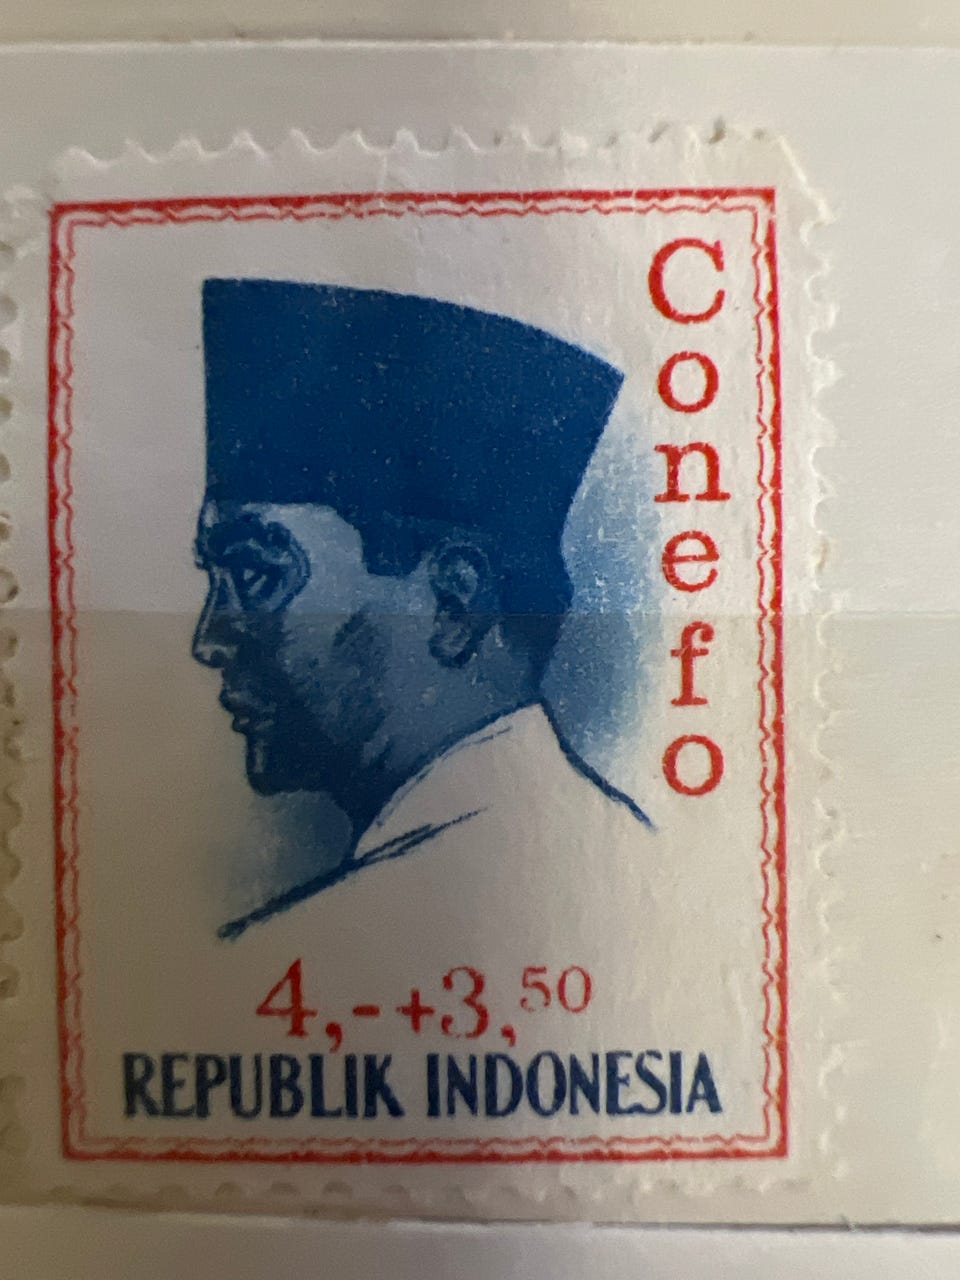 Conefo
4,-+3,50
REPUBLIK INDONESIA